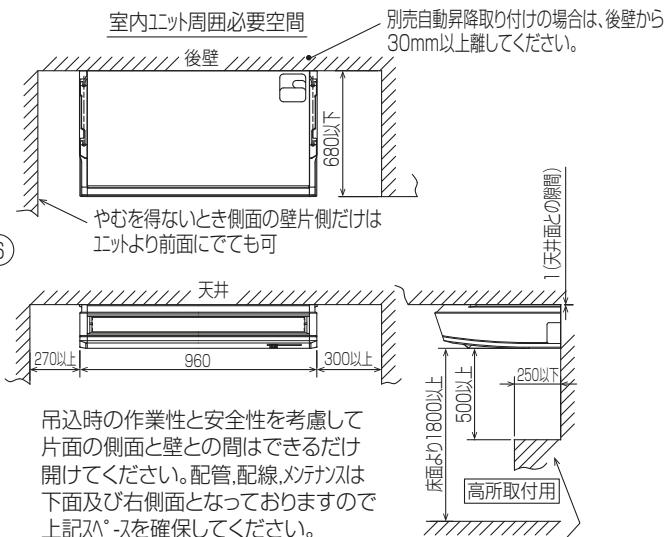 室内ユニット周囲必要空間
別売自動昇降取り付けの場合は、後壁から
30mm以上離してください。
後壁
680以下
やむを得ないとき側面の壁片側だけは
ユニットより前面にでても可
6
1(天井面との隙間)
天井
270以上
960
300以上
床面より1800以上
500以上
250以下
高所取付用
吊込時の作業性と安全性を考慮して
片面の側面と壁との間はできるだけ
開けてください。配管,配線,メンテナンスは
下面及び右側面となっておりますので
上記スペースを確保してください。